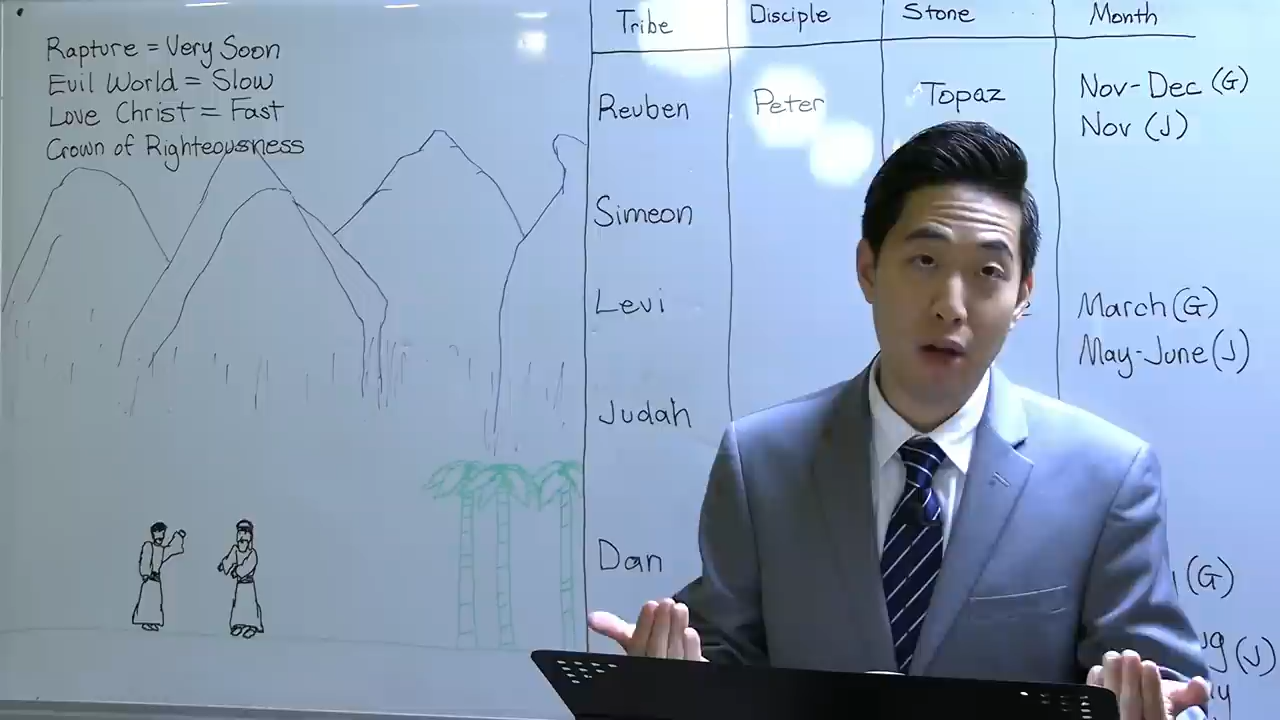 Rapture = Very Soon
Evil World = Slow
Love Christ = Fast
Crown of Righteousness
Tribe Disciple Stone Month
Reuben Peter Topaz Nov-Dec (G)
Nov (J)
Simeon
Levi March (G)
May-June (J)
Judah
Dan (G)
(J)